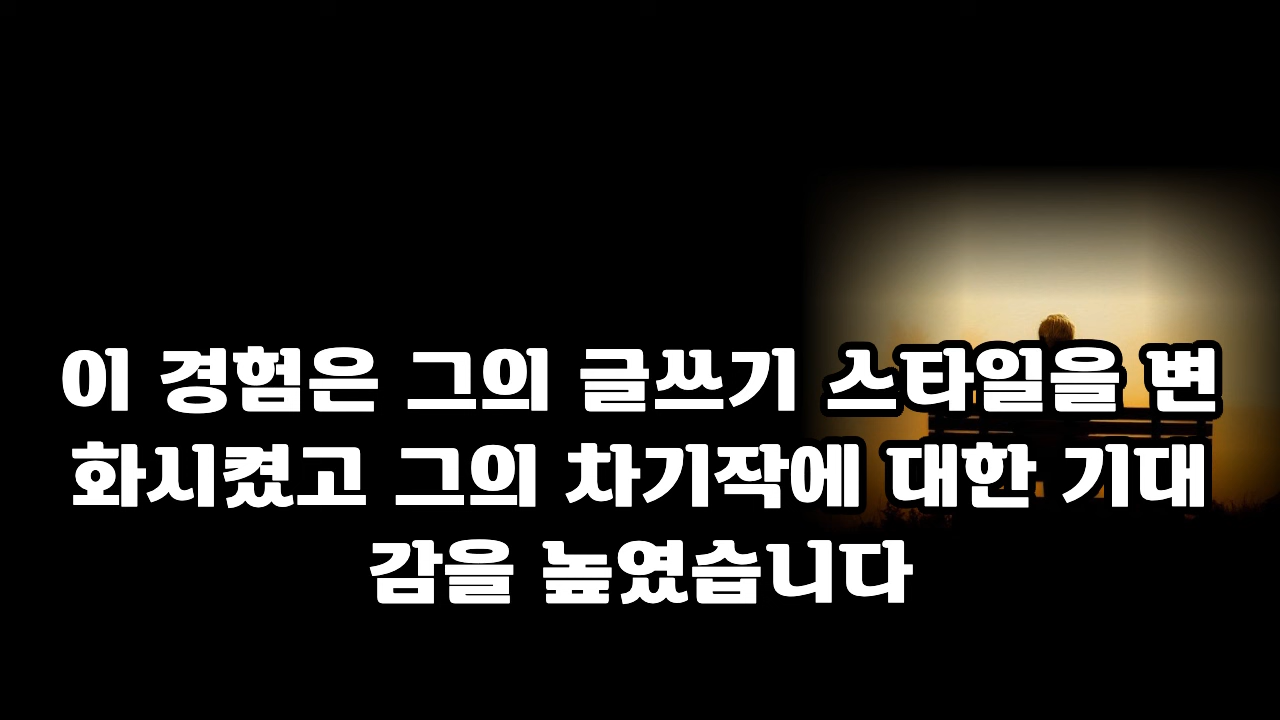 이 경험은 그의 글쓰기 스타일을 변
화시켰고 그의 차기작에 대한 기대
감을 높였습니다